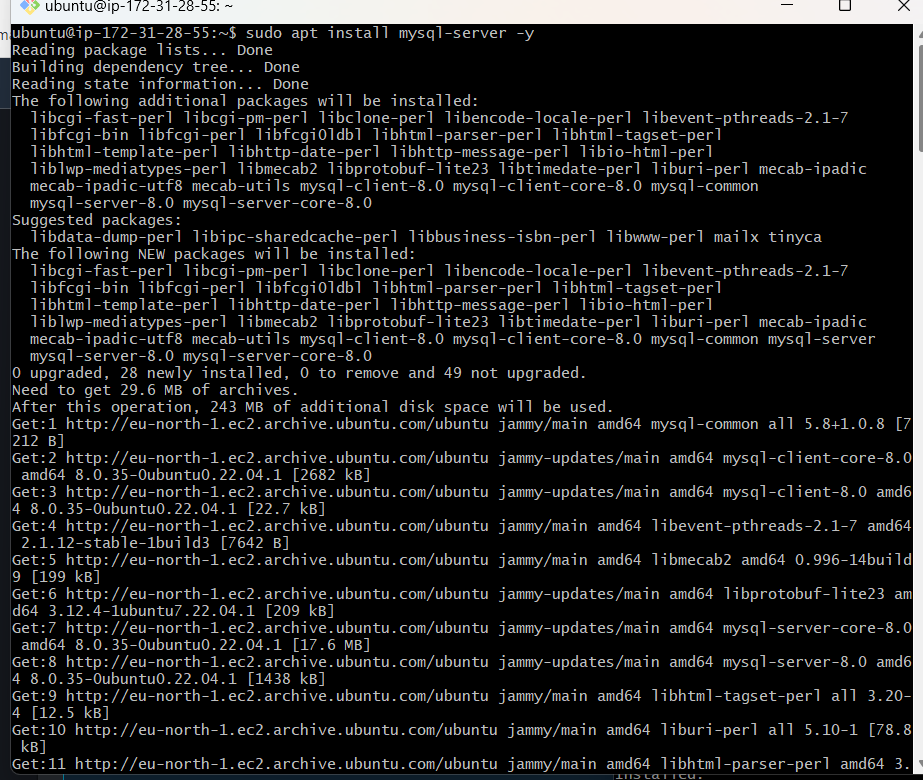 ubuntu@ip-172-31-28-55: ~
ubuntu@ip-172-31-28-55:~$ sudo apt install mysql-server -y
Reading package lists... Done
Building dependency tree... Done
Reading state information... Done
The following additional packages will be installed:
  libcgi-fast-perl libcgi-pm-perl libclone-perl libencode-locale-perl libevent-pthreads-2.1-7
  libfcgi-bin libfcgi-perl libfcgi0ldbl libhtml-parser-perl libhtml-tagset-perl
  libhtml-template-perl libhttp-date-perl libhttp-message-perl libio-html-perl
  liblwp-mediatypes-perl libmecab2 libprotobuf-lite23 libtimedate-perl liburi-perl mecab-ipadic
  mecab-ipadic-utf8 mecab-utils mysql-client-8.0 mysql-client-core-8.0 mysql-common
  mysql-server-8.0 mysql-server-core-8.0
Suggested packages:
  libdata-dump-perl libipc-sharedcache-perl libbusiness-isbn-perl libwww-perl mailx tinyca
The following NEW packages will be installed:
  libcgi-fast-perl libcgi-pm-perl libclone-perl libencode-locale-perl libevent-pthreads-2.1-7
  libfcgi-bin libfcgi-perl libfcgi0ldbl libhtml-parser-perl libhtml-tagset-perl
  libhtml-template-perl libhttp-date-perl libhttp-message-perl libio-html-perl
  liblwp-mediatypes-perl libmecab2 libprotobuf-lite23 libtimedate-perl liburi-perl mecab-ipadic
  mecab-ipadic-utf8 mecab-utils mysql-client-8.0 mysql-client-core-8.0 mysql-common mysql-server
  mysql-server-8.0 mysql-server-core-8.0
0 upgraded, 28 newly installed, 0 to remove and 49 not upgraded.
Need to get 29.6 MB of archives.
After this operation, 243 MB of additional disk space will be used.
Get:1 http://eu-north-1.ec2.archive.ubuntu.com/ubuntu jammy/main amd64 mysql-common all 5.8+1.0.8 [7
212 B]
Get:2 http://eu-north-1.ec2.archive.ubuntu.com/ubuntu jammy-updates/main amd64 mysql-client-core-8.0
 amd64 8.0.35-0ubuntu0.22.04.1 [2682 kB]
Get:3 http://eu-north-1.ec2.archive.ubuntu.com/ubuntu jammy-updates/main amd64 mysql-client-8.0 amd6
4 8.0.35-0ubuntu0.22.04.1 [22.7 kB]
Get:4 http://eu-north-1.ec2.archive.ubuntu.com/ubuntu jammy/main amd64 libevent-pthreads-2.1-7 amd64
 2.1.12-stable-1build3 [7642 B]
Get:5 http://eu-north-1.ec2.archive.ubuntu.com/ubuntu jammy/main amd64 libmecab2 amd64 0.996-14build
9 [199 kB]
Get:6 http://eu-north-1.ec2.archive.ubuntu.com/ubuntu jammy-updates/main amd64 libprotobuf-lite23 am
d64 3.12.4-1ubuntu7.22.04.1 [209 kB]
Get:7 http://eu-north-1.ec2.archive.ubuntu.com/ubuntu jammy-updates/main amd64 mysql-server-core-8.0
 amd64 8.0.35-0ubuntu0.22.04.1 [17.6 MB]
Get:8 http://eu-north-1.ec2.archive.ubuntu.com/ubuntu jammy-updates/main amd64 mysql-server-8.0 amd6
4 8.0.35-0ubuntu0.22.04.1 [1438 kB]
Get:9 http://eu-north-1.ec2.archive.ubuntu.com/ubuntu jammy/main amd64 libhtml-tagset-perl all 3.20-
4 [12.5 kB]
Get:10 http://eu-north-1.ec2.archive.ubuntu.com/ubuntu jammy/main amd64 liburi-perl all 5.10-1 [78.8
 kB]
Get:11 http://eu-north-1.ec2.archive.ubuntu.com/ubuntu jammy/main amd64 libhtml-parser-perl amd64 3.